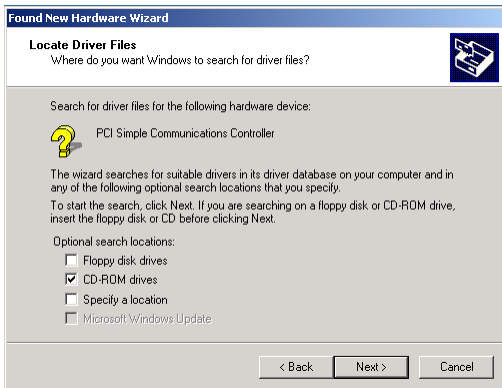 Found New Hardware Wizard
Locate Driver Files
Where do you want Windows to search for driver files?
Search for driver files for the following hardware device:
PCI Simple Communications Controller
The wizard searches for suitable drivers in its driver database on your computer and in
any of the following optional search locations that you specify.
To start the search, click Next. If you are searching on a floppy disk or CD-ROM drive,
insert the floppy disk or CD before clicking Next.
Optional search locations:
Floppy disk drives
CD-ROM drives
Specify a location
Microsoft Windows Update
< Back
Next >
Cancel